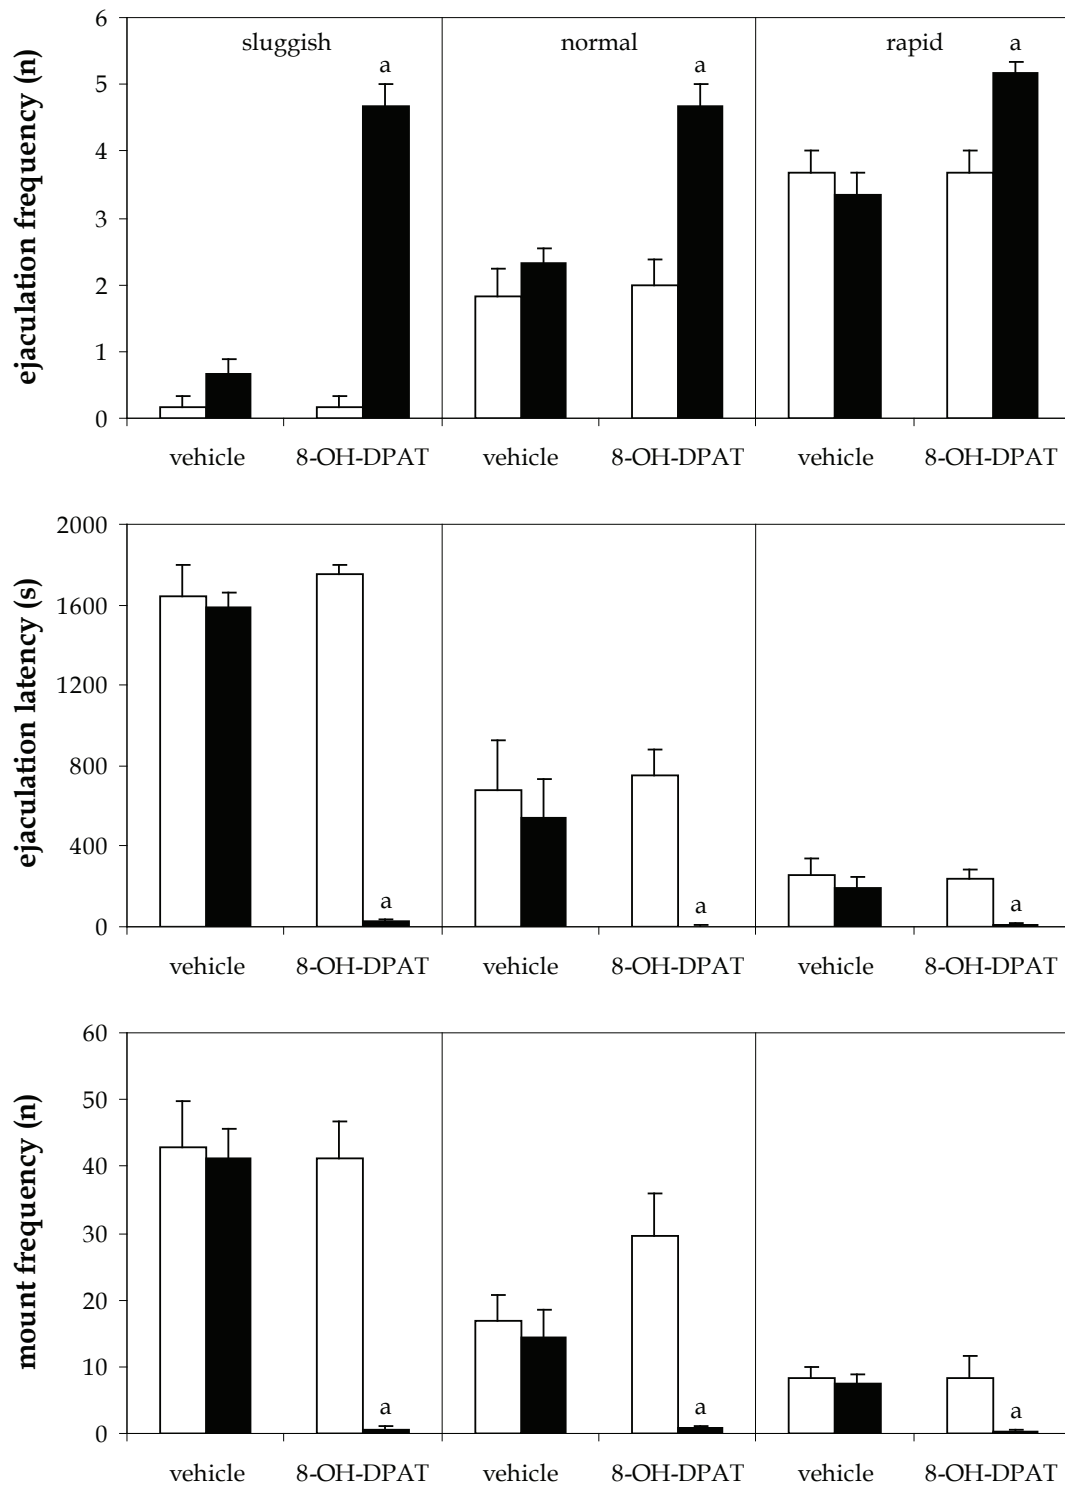 ejaculation frequency (n)
6
5
4
3
2
1
0
sluggish normal rapid
a a a
vehicle 8-OH-DPAT vehicle 8-OH-DPAT vehicle 8-OH-DPAT
ejaculation latency (s)
2000
1600
1200
800
400
0
a a a
vehicle 8-OH-DPAT vehicle 8-OH-DPAT vehicle 8-OH-DPAT
mount frequency (n)
60
50
40
30
20
10
0
a a a
vehicle 8-OH-DPAT vehicle 8-OH-DPAT vehicle 8-OH-DPAT